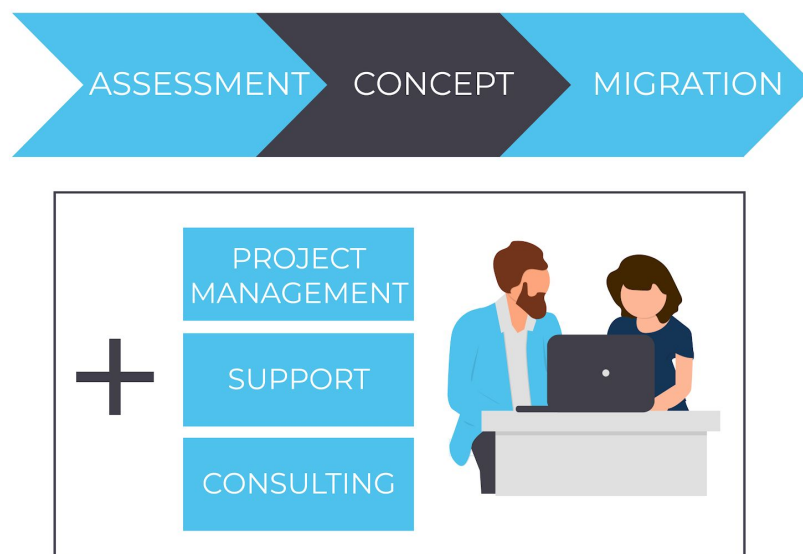 ASSESSMENT CONCEPT MIGRATION
PROJECT
MANAGEMENT
+ SUPPORT
CONSULTING